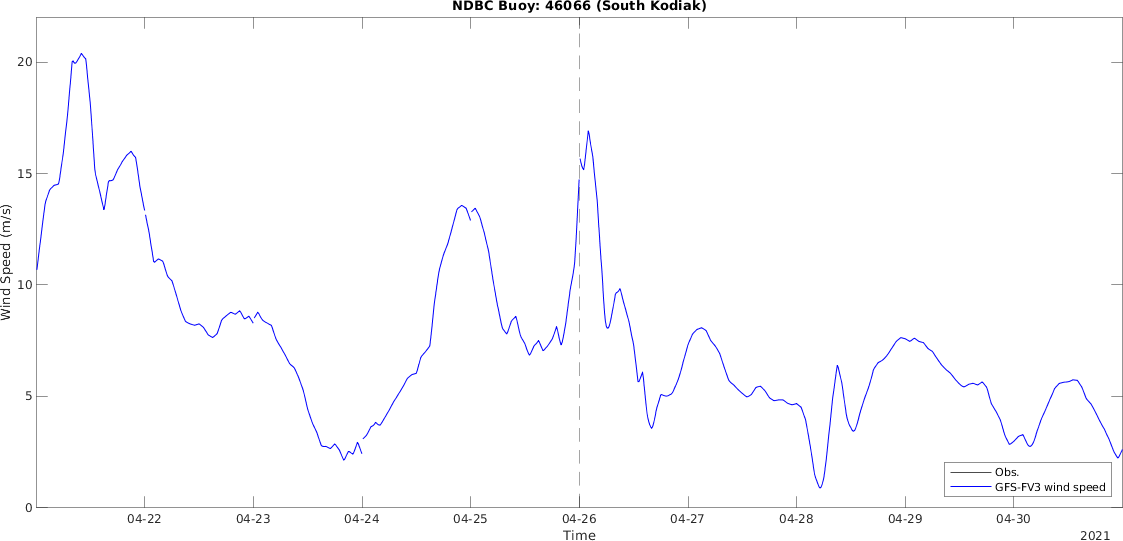 NDBC Buoy: 46066 (South Kodiak)
20
15
10
5
0
Wind Speed (m/s)
04-22 04-23 04-24 04-25 04-26 04-27 04-28 04-29 04-30
Time
2021
Obs.
GFS-FV3 wind speed